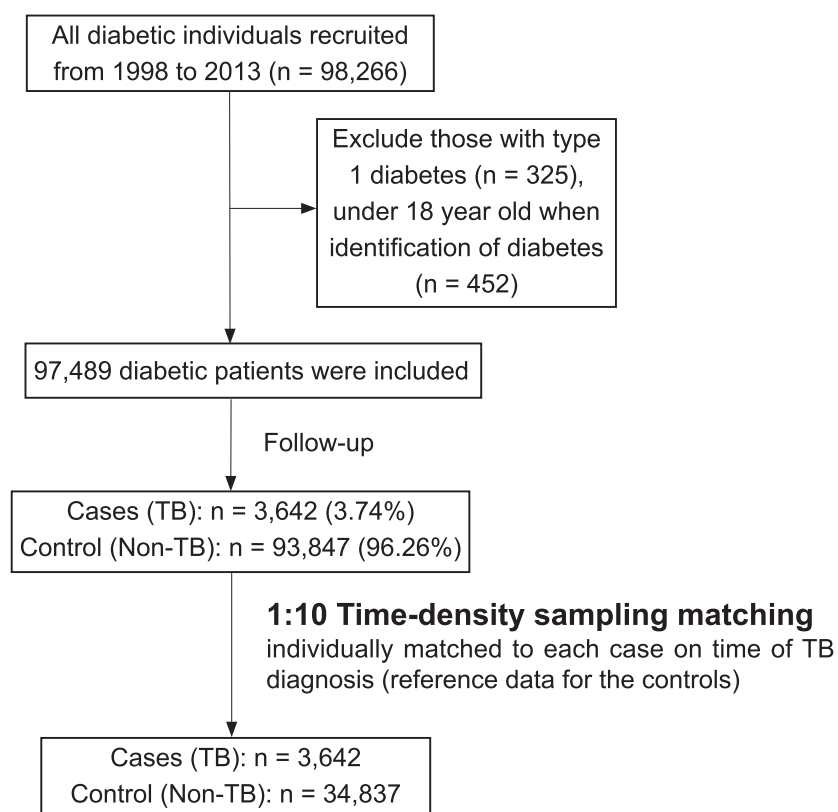 All diabetic individuals recruited
from 1998 to 2013 (n = 98,266)
Exclude those with type
1 diabetes (n = 325),
under 18 year old when
identification of diabetes
(n = 452)
97,489 diabetic patients were included
Follow-up
Cases (TB): n = 3,642 (3.74%)
Control (Non-TB): n = 93,847 (96.26%)
1:10 Time-density sampling matching
individually matched to each case on time of TB
diagnosis (reference data for the controls)
Cases (TB): n = 3,642
Control (Non-TB): n = 34,837